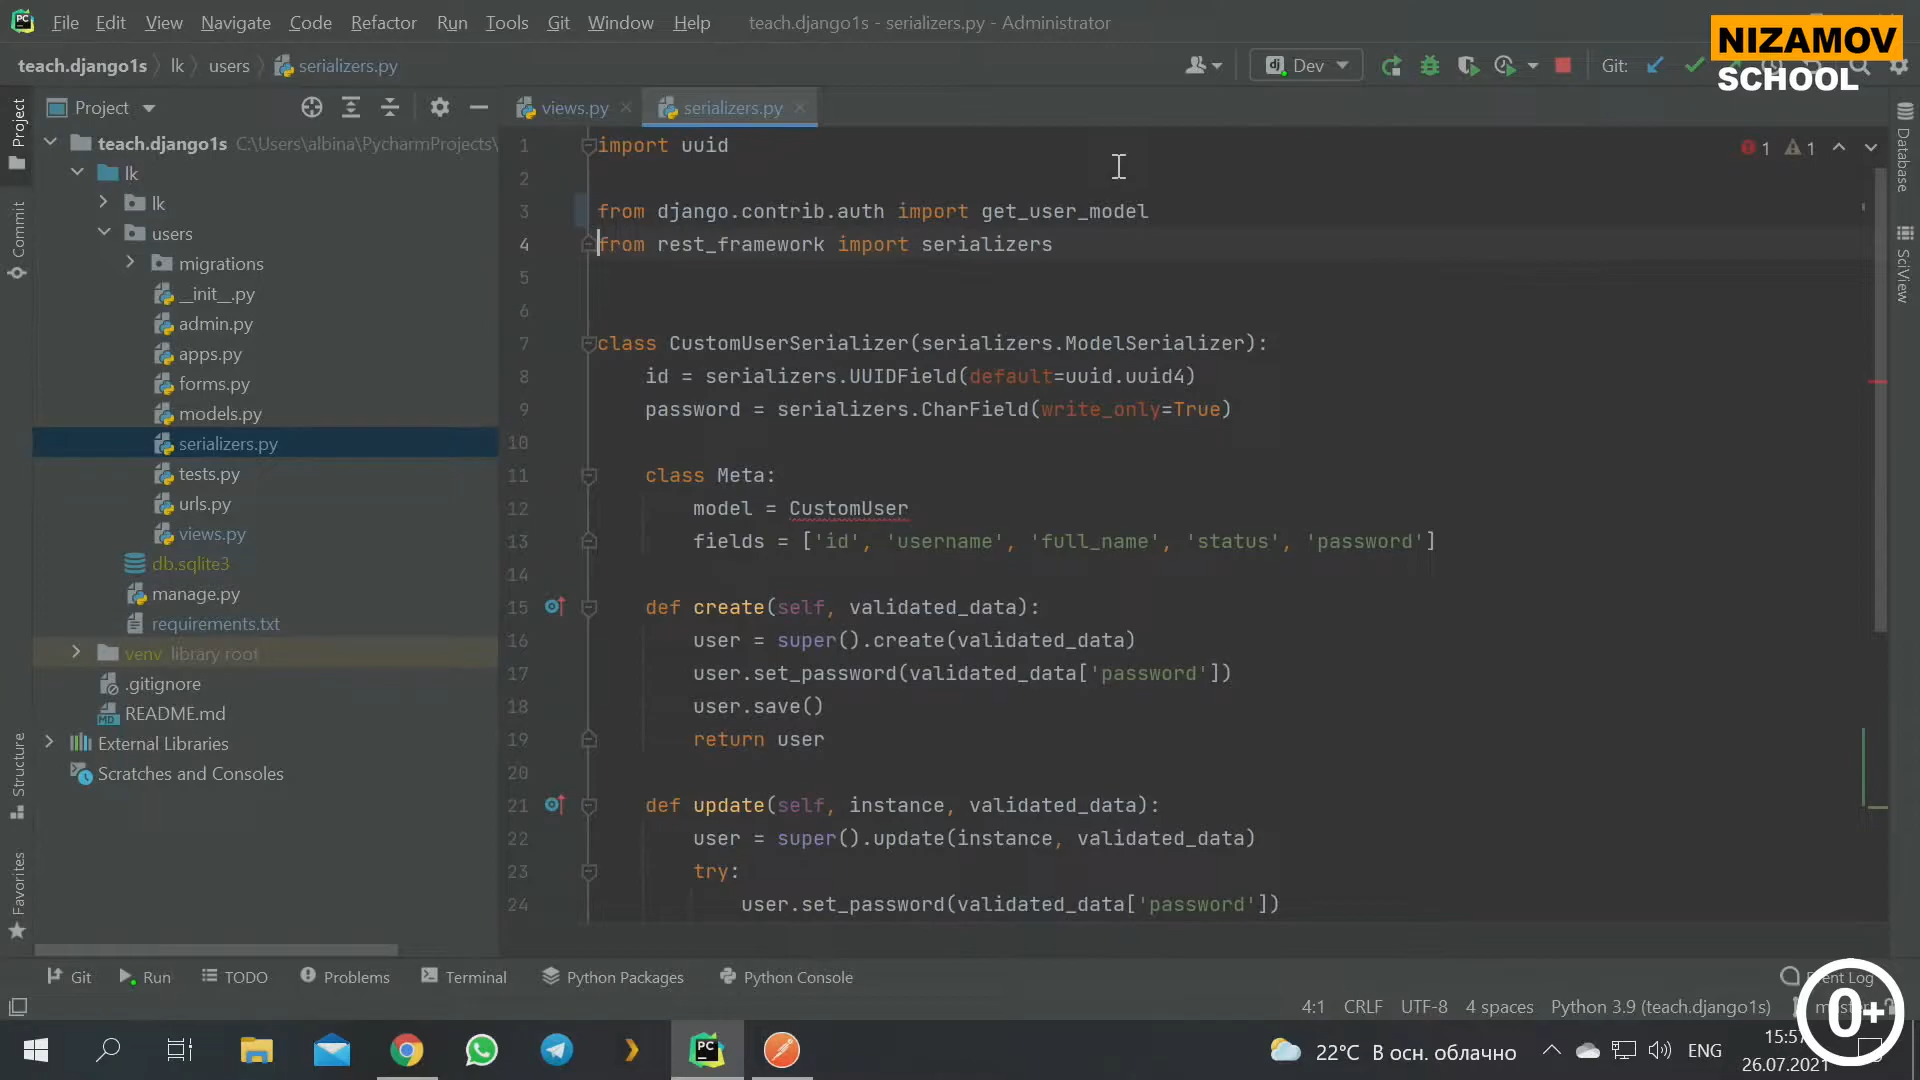 File Edit View Navigate Code Refactor Run Tools Git Window Help teach.django1s - serializers.py - Administrator
NIZAMOV
SCHOOL
teach.django1s lk users serializers.py
Dev
Git:
Project
views.py
serializers.py
teach.django1s C:\Users\albina\PycharmProjects\
lk
lk
users
migrations
__init__.py
admin.py
apps.py
forms.py
models.py
serializers.py
tests.py
urls.py
views.py
db.sqlite3
manage.py
requirements.txt
venv library root
.gitignore
README.md
External Libraries
Scratches and Consoles
Project
Commit
Structure
Favorites
1 import uuid
2
3 from django.contrib.auth import get_user_model
4 from rest_framework import serializers
5
6
7 class CustomUserSerializer(serializers.ModelSerializer):
8 id = serializers.UUIDField(default=uuid.uuid4)
9 password = serializers.CharField(write_only=True)
10
11 class Meta:
12 model = CustomUser
13 fields = ['id', 'username', 'full_name', 'status', 'password']
14
15 def create(self, validated_data):
16 user = super().create(validated_data)
17 user.set_password(validated_data['password'])
18 user.save()
19 return user
20
21 def update(self, instance, validated_data):
22 user = super().update(instance, validated_data)
23 try:
24 user.set_password(validated_data['password'])
1 1
Database
SciView
Git Run TODO Problems Terminal Python Packages Python Console
4:1 CRLF UTF-8 4 spaces Python 3.9 (teach.django1s)
0+
22°C В осн. облачно
ENG
26.07.2021